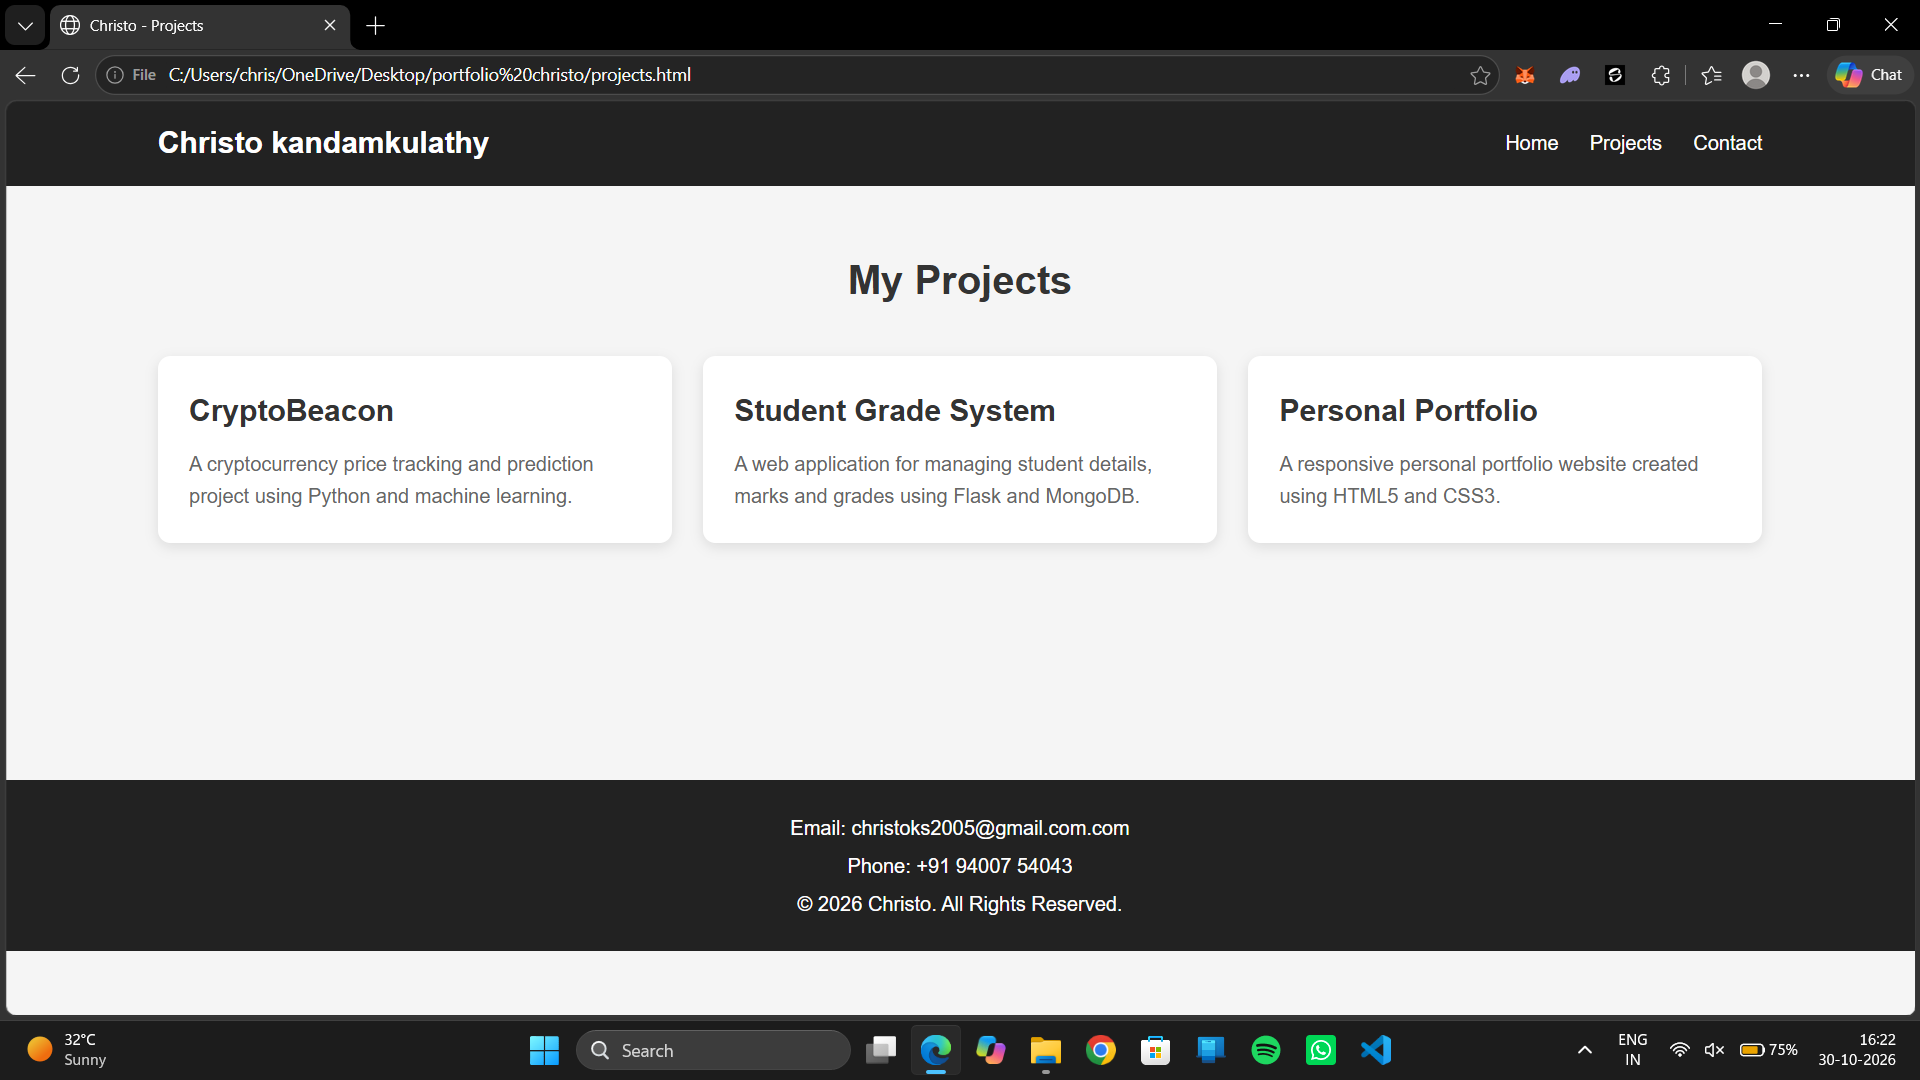 Christo - Projects
File C:/Users/chris/OneDrive/Desktop/portfolio%20christo/projects.html
Chat
Christo kandamkulathy
Home Projects Contact
My Projects
CryptoBeacon
A cryptocurrency price tracking and prediction
project using Python and machine learning.
Student Grade System
A web application for managing student details,
marks and grades using Flask and MongoDB.
Personal Portfolio
A responsive personal portfolio website created
using HTML5 and CSS3.
Email: christoks2005@gmail.com.com
Phone: +91 94007 54043
© 2026 Christo. All Rights Reserved.
32°C
Sunny
Search
ENG
IN
75%
16:22
30-10-2026